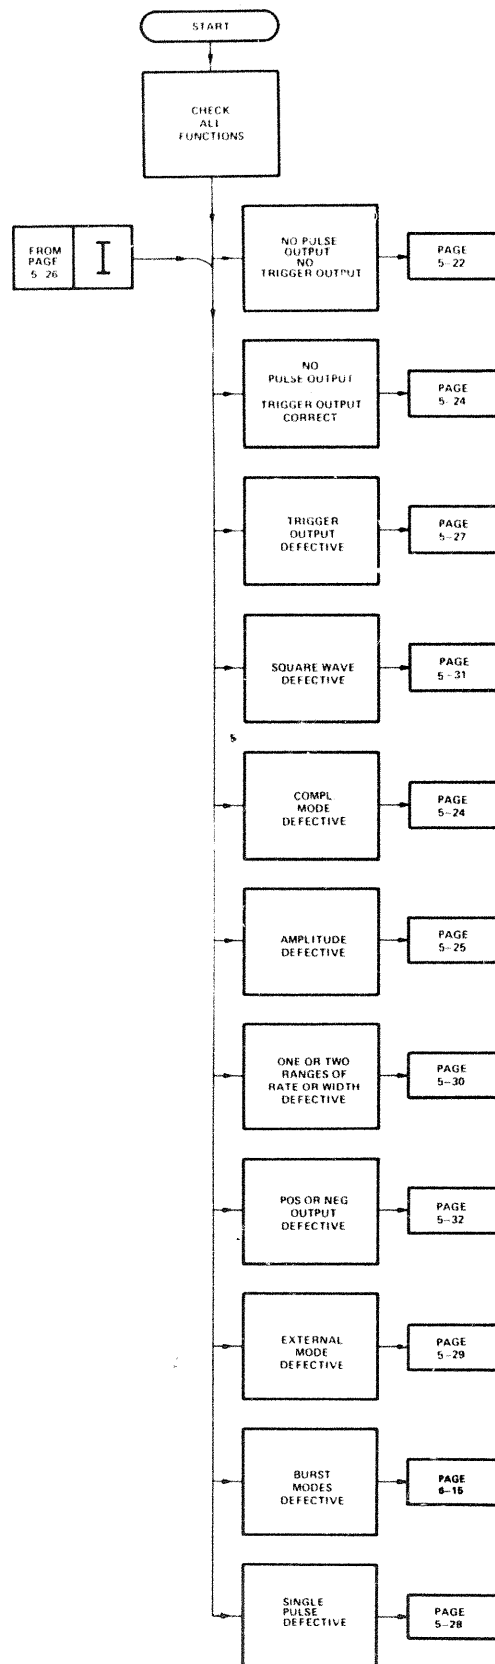 START
CHECK
ALL
FUNCTIONS
FROM
PAGE
5-26
I
NO PULSE
OUTPUT
NO
TRIGGER OUTPUT
PAGE
5-22
NO
PULSE OUTPUT
TRIGGER OUTPUT
CORRECT
PAGE
5-24
TRIGGER
OUTPUT
DEFECTIVE
PAGE
5-27
SQUARE WAVE
DEFECTIVE
PAGE
5-31
COMPL
MODE
DEFECTIVE
PAGE
5-24
AMPLITUDE
DEFECTIVE
PAGE
5-25
ONE OR TWO
RANGES OF
RATE OR WIDTH
DEFECTIVE
PAGE
5-30
POS OR NEG
OUTPUT
DEFECTIVE
PAGE
5-32
EXTERNAL
MODE
DEFECTIVE
PAGE
5-29
BURST
MODES
DEFECTIVE
PAGE
6-15
SINGLE
PULSE
DEFECTIVE
PAGE
5-28